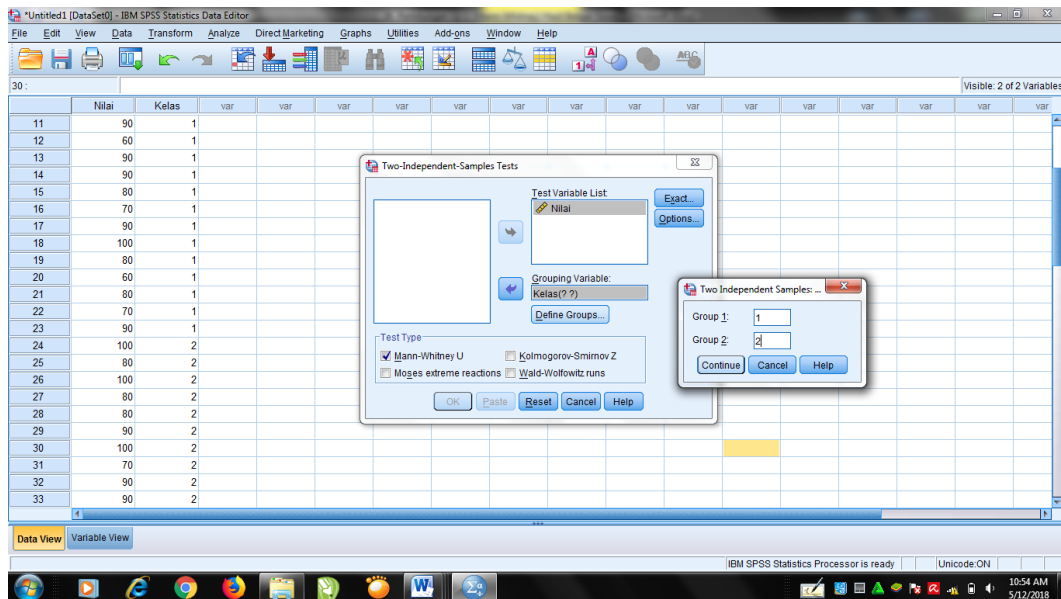 *Untitled1 [DataSet0] - IBM SPSS Statistics Data Editor
File Edit View Data Transform Analyze Direct Marketing Graphs Utilities Add-ons Window Help
30 :
Visible: 2 of 2 Variables
Nilai Kelas var var var var var var var var var var var var var var
11 90 1
12 60 1
13 90 1
14 90 1
15 80 1
16 70 1
17 90 1
18 100 1
19 80 1
20 60 1
21 80 1
22 70 1
23 90 1
24 100 2
25 80 2
26 100 2
27 80 2
28 80 2
29 90 2
30 100 2
31 70 2
32 90 2
33 90 2
Two-Independent-Samples Tests
Test Variable List:
Nilai
Exact...
Options...
Grouping Variable:
Kelas(? ?)
Define Groups...
Test Type
Mann-Whitney U Kolmogorov-Smirnov Z
Moses extreme reactions Wald-Wolfowitz runs
OK Paste Reset Cancel Help
Two Independent Samples: ...
Group 1: 1
Group 2: 2
Continue Cancel Help
Data View Variable View
IBM SPSS Statistics Processor is ready Unicode:ON
10:54 AM
5/12/2018